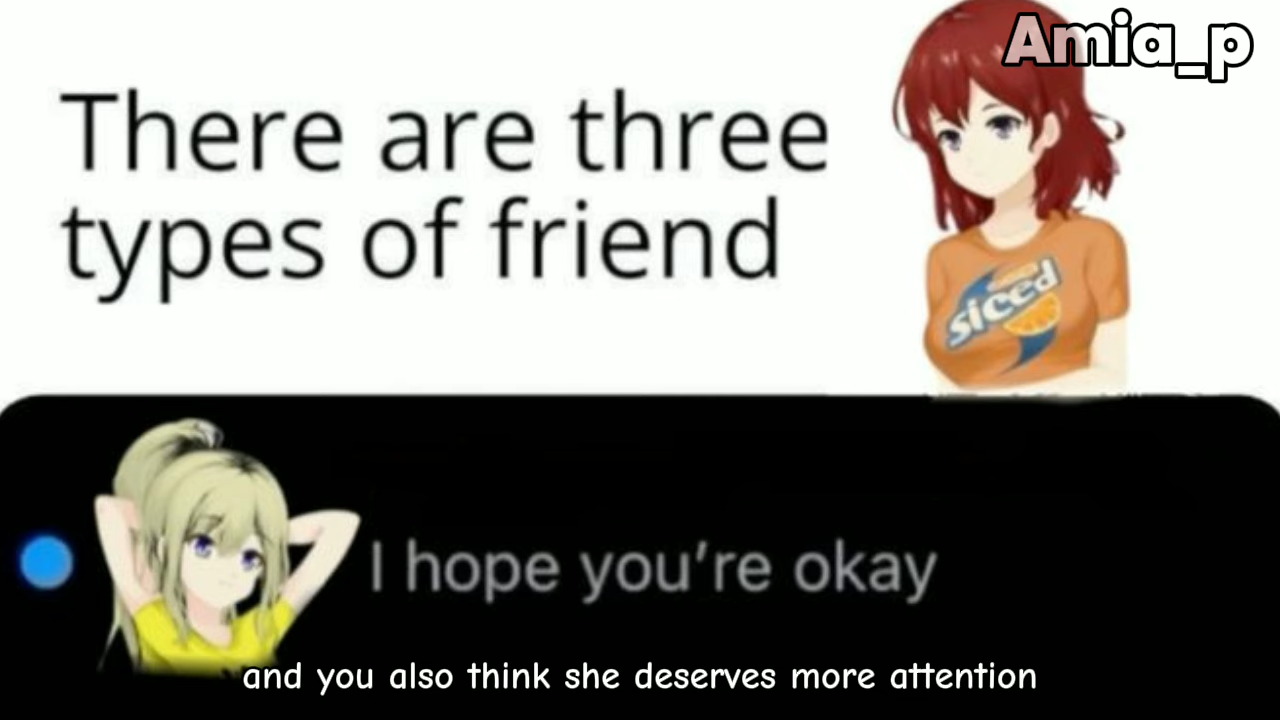 Amia_p
There are three
types of friend
sliced
I hope you’re okay
and you also think she deserves more attention